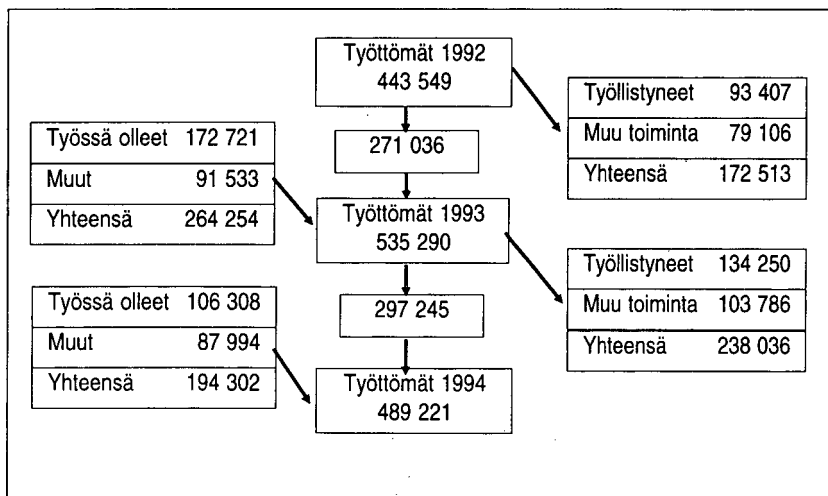 Työttömät 1992
443 549
Työllistyneet 93 407
Muu toiminta 79 106
Yhteensä 172 513
271 036
Työssä olleet 172 721
Muut 91 533
Yhteensä 264 254
Työttömät 1993
535 290
Työllistyneet 134 250
Muu toiminta 103 786
Yhteensä 238 036
297 245
Työssä olleet 106 308
Muut 87 994
Yhteensä 194 302
Työttömät 1994
489 221